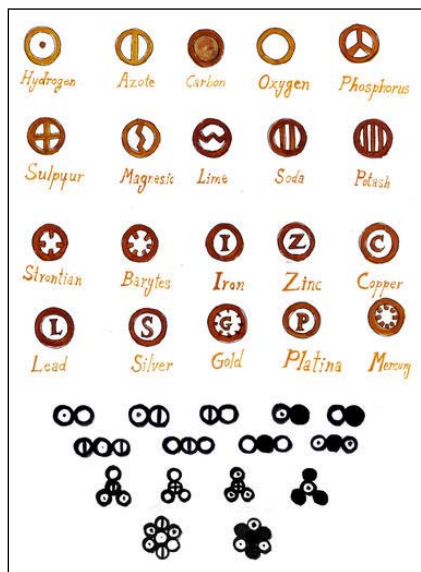 Hydrogen Azote Carbon Oxygen Phosphorus
Sulpyur Magnesic Lime Soda Potash
Strontian Barytes Iron Zinc Copper
I Z C
Lead Silver Gold Platina Mercury
L S G P